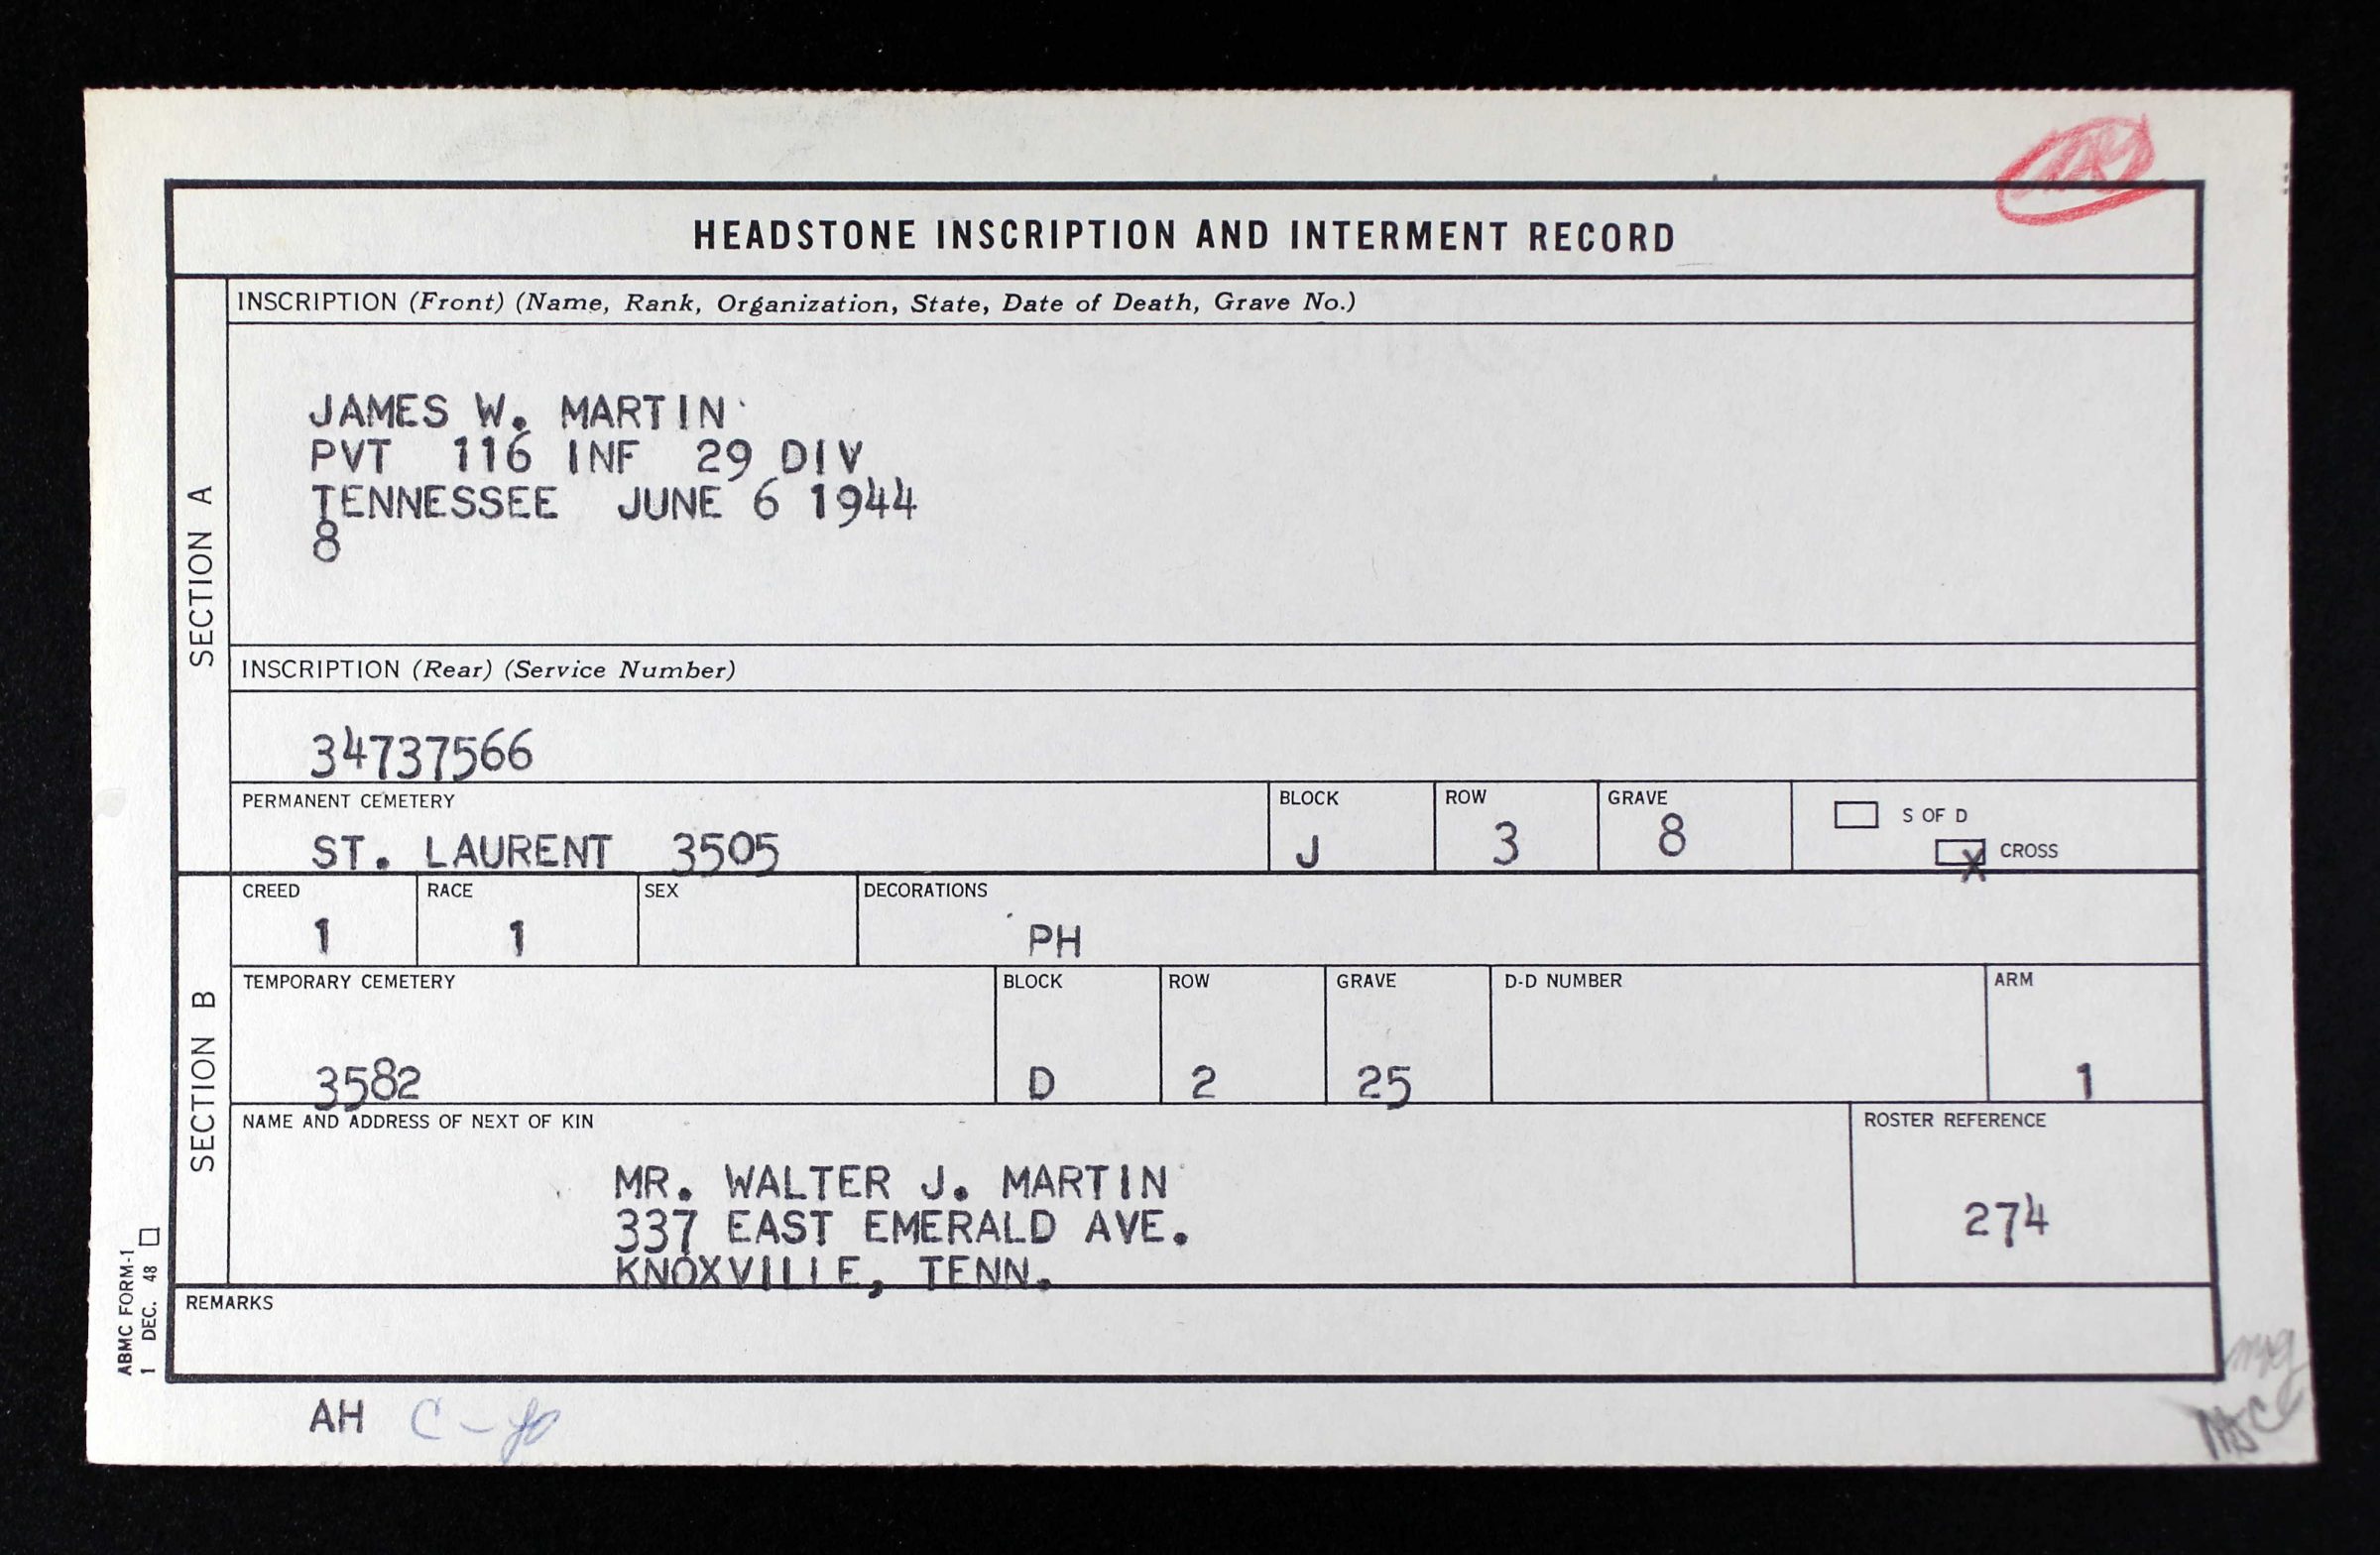 HEADSTONE INSCRIPTION AND INTERMENT RECORD
SECTION A
INSCRIPTION (Front) (Name, Rank, Organization, State, Date of Death, Grave No.)
JAMES W. MARTIN
PVT 116 INF 29 DIV
TENNESSEE JUNE 6 1944
8
INSCRIPTION (Rear) (Service Number)
34737566
PERMANENT CEMETERY BLOCK ROW GRAVE S OF D
ST. LAURENT 3505 J 3 8 X CROSS
SECTION B
CREED RACE SEX DECORATIONS
1 1 PH
TEMPORARY CEMETERY BLOCK ROW GRAVE D-D NUMBER ARM
3582 D 2 25 1
NAME AND ADDRESS OF NEXT OF KIN ROSTER REFERENCE
MR. WALTER J. MARTIN
337 EAST EMERALD AVE. 274
KNOXVILLE, TENN.
REMARKS
ABMC FORM-1
1 DEC. 48
AH